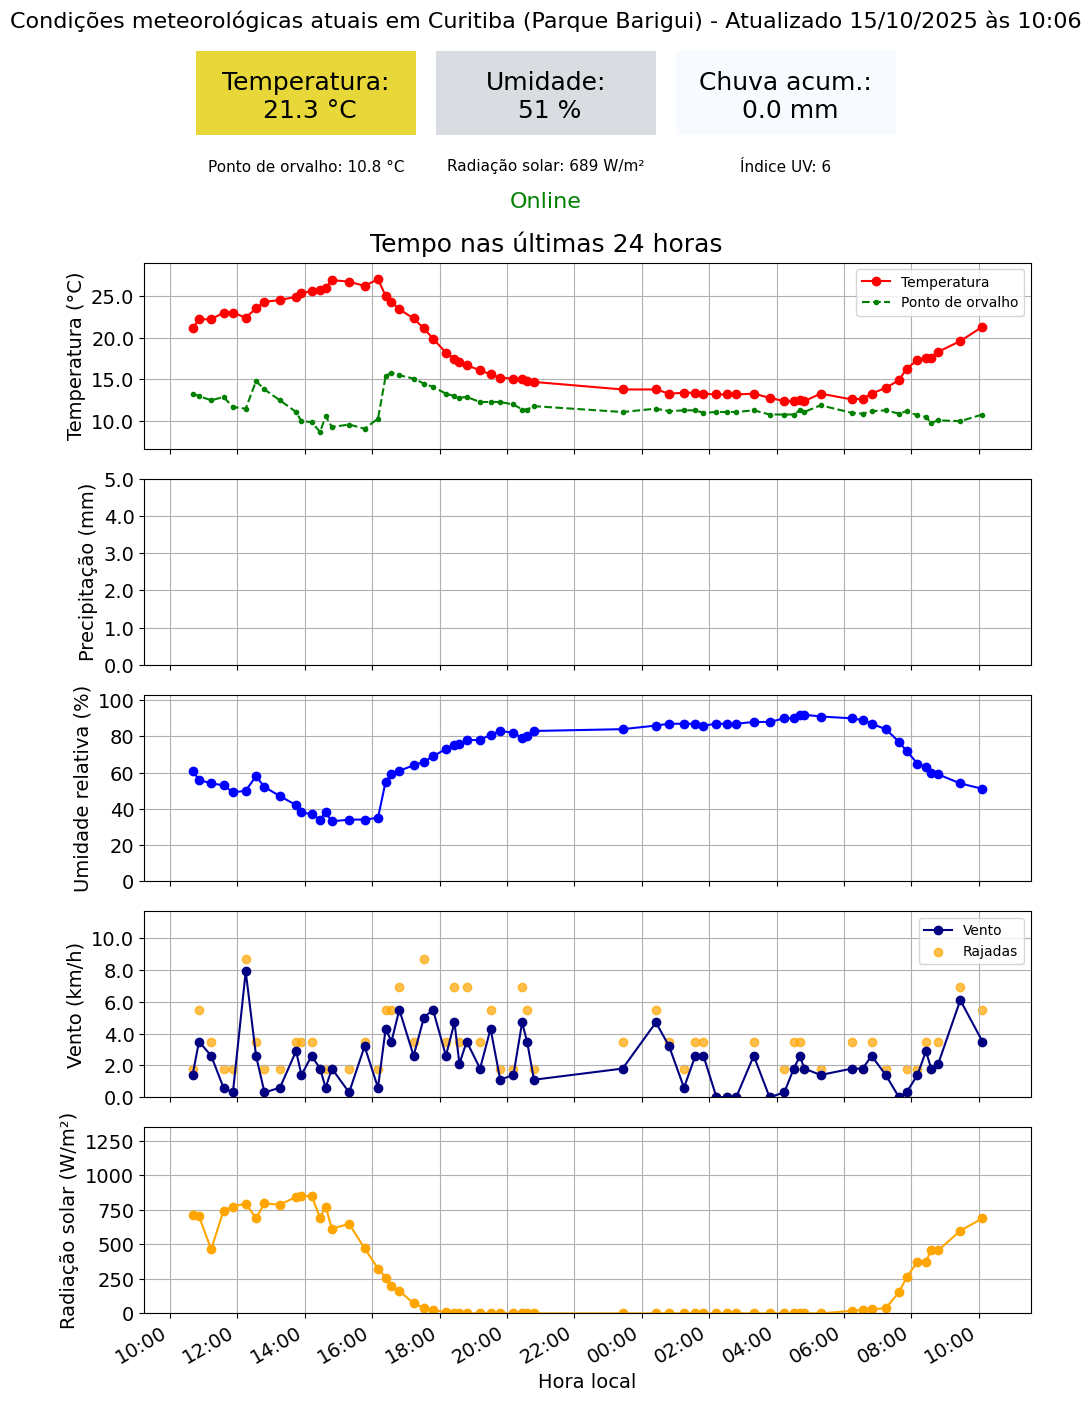 Condições meteorológicas atuais em Curitiba (Parque Barigui) - Atualizado 15/10/2025 às 10:06
Temperatura:
21.3 °C
Umidade:
51 %
Chuva acum.:
0.0 mm
Ponto de orvalho: 10.8 °C
Radiação solar: 689 W/m²
Índice UV: 6
Online
Tempo nas últimas 24 horas
Temperatura (°C)
25.0
20.0
15.0
10.0
Temperatura
Ponto de orvalho
Precipitação (mm)
5.0
4.0
3.0
2.0
1.0
0.0
Umidade relativa (%)
100
80
60
40
20
0
Vento (km/h)
10.0
8.0
6.0
4.0
2.0
0.0
Vento
Rajadas
Radiação solar (W/m²)
1250
1000
750
500
250
0
10:00
12:00
14:00
16:00
18:00
20:00
22:00
00:00
02:00
04:00
06:00
08:00
10:00
Hora local